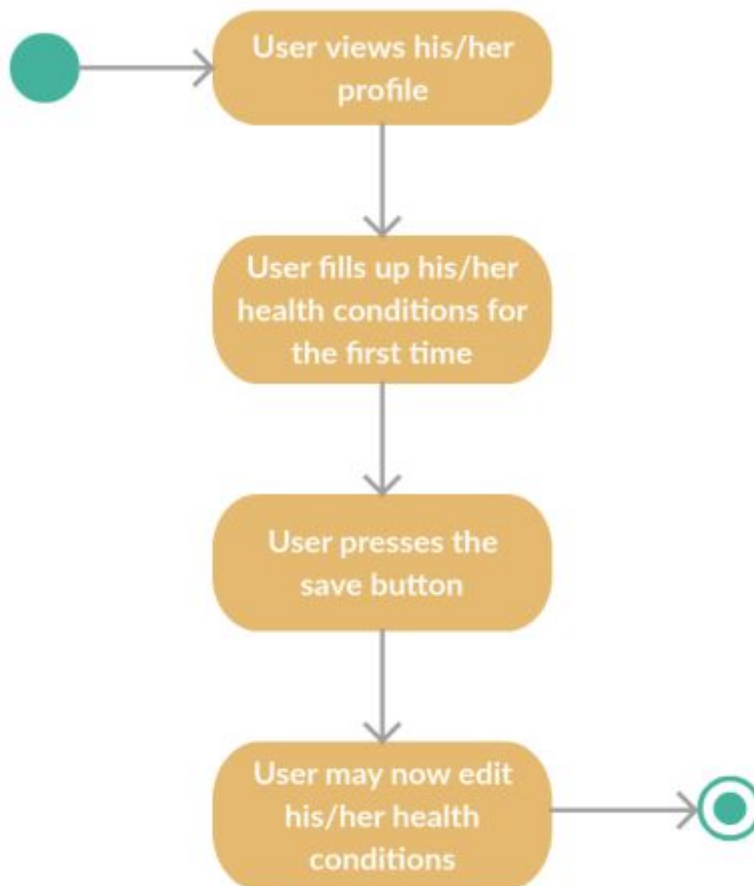 User views his/her
profile
User fills up his/her
health conditions for
the first time
User presses the
save button
User may now edit
his/her health
conditions